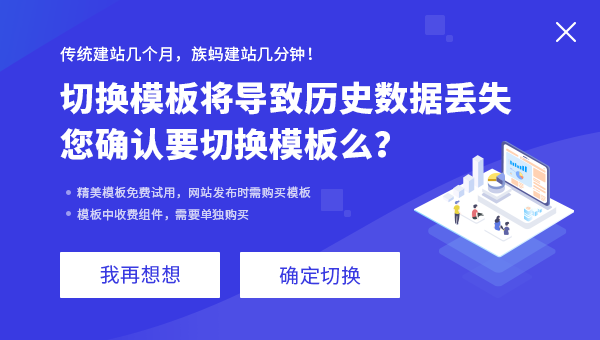 传统建站几个月，族蚂建站几分钟！
切换模板将导致历史数据丢失
您确认要切换模板么？
精美模板免费试用，网站发布时需购买模板
模板中收费组件，需要单独购买
我再想想
确定切换